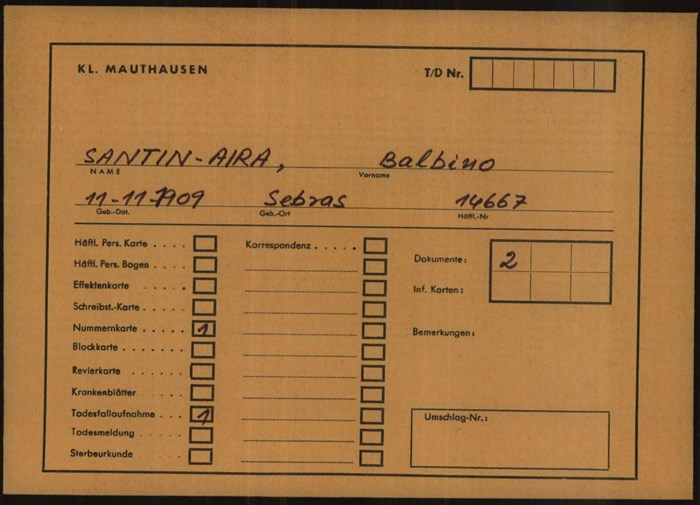 KL. MAUTHAUSEN T/D Nr.
SANTIN-AIRA, Balbino
NAME Vorname
11-11-1909 Sebras 14667
Geb.-Dat. Geb.-Ort Häftl.-Nr
Häftl. Pers. Karte . . . . Korrespondenz . . . . .
Häftl. Pers. Bogen . . . . Dokumente: 2
Effektenkarte . . . . Inf. Karten:
Schreibst.-Karte . . . .
Nummernkarte . . . . . 1 Bemerkungen:
Blockkarte . . . . . . .
Revierkarte . . . .
Krankenblätter . . . .
Todesfallaufnahme . . . 1 Umschlag-Nr.:
Todesmeldung . . . . .
Sterbeurkunde . . . .